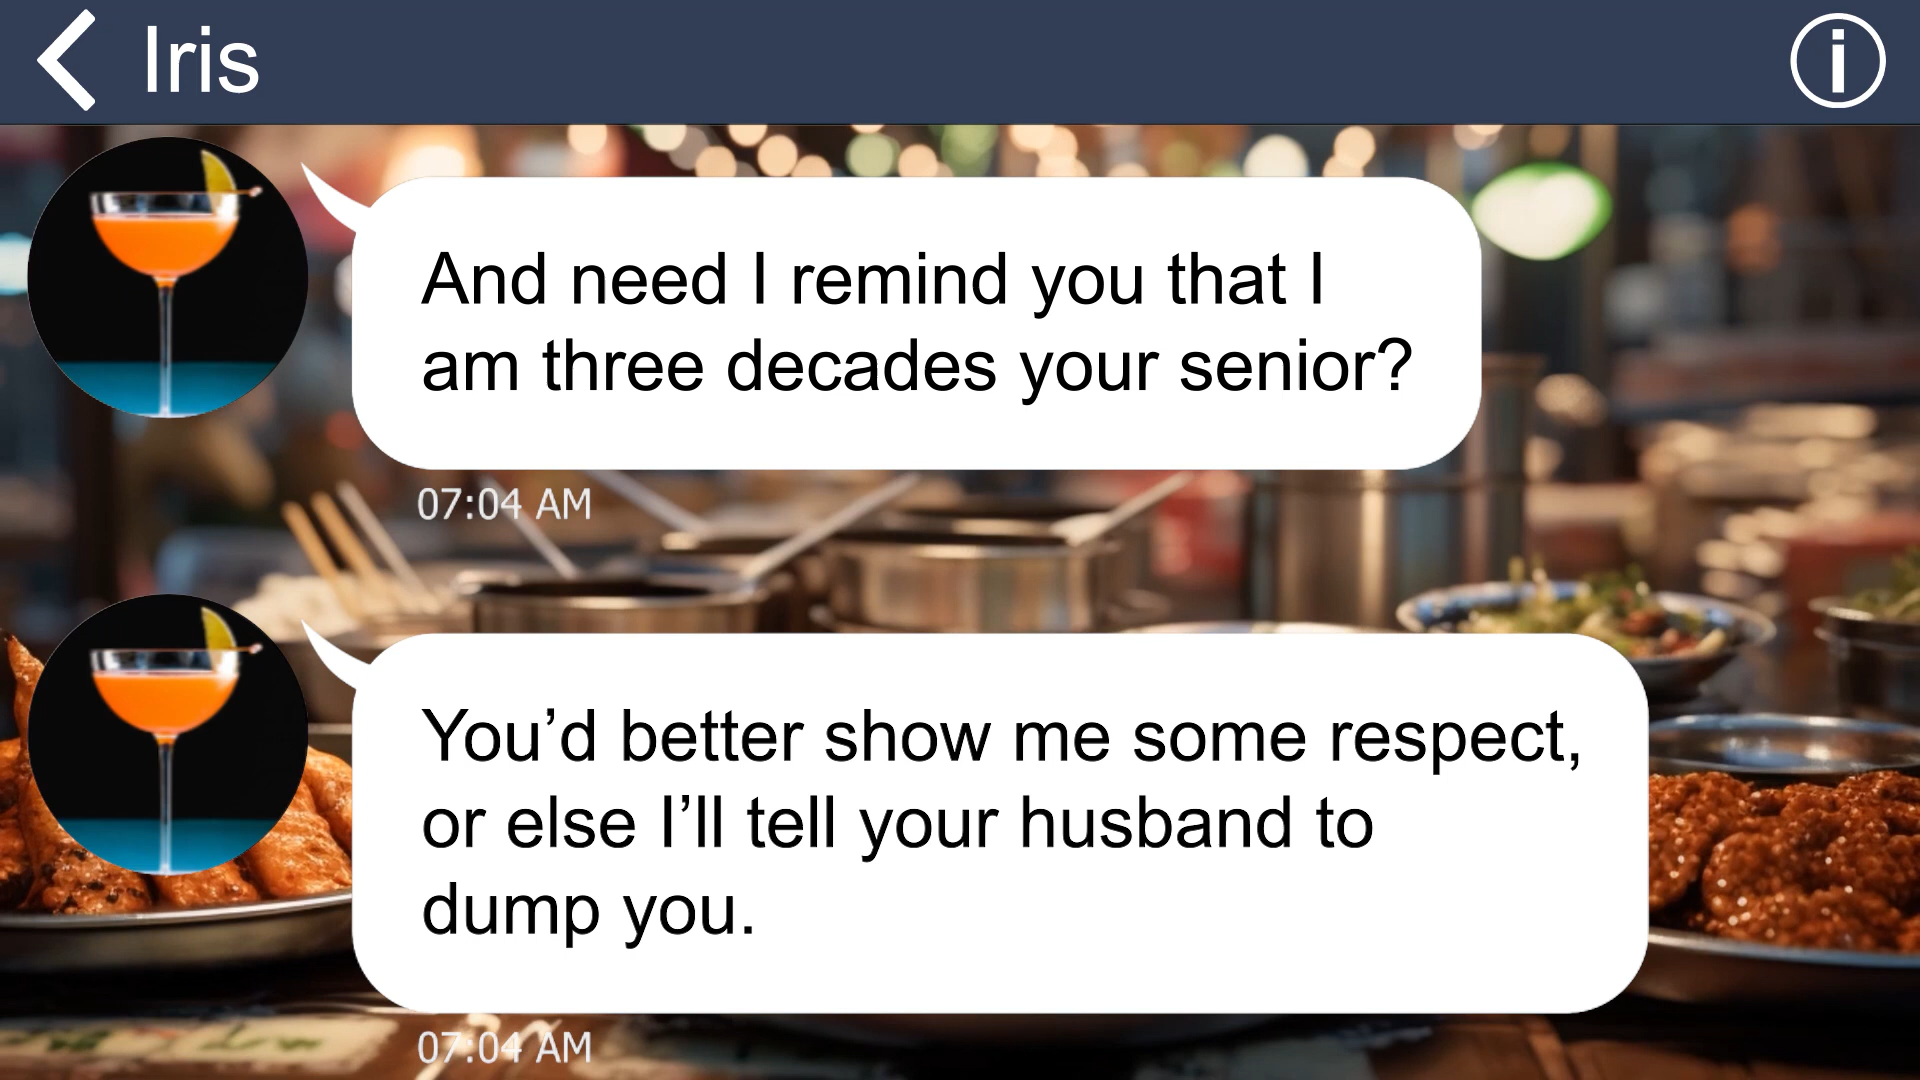 Iris
And need I remind you that I
am three decades your senior?
07:04 AM
You’d better show me some respect,
or else I’ll tell your husband to
dump you.
07:04 AM